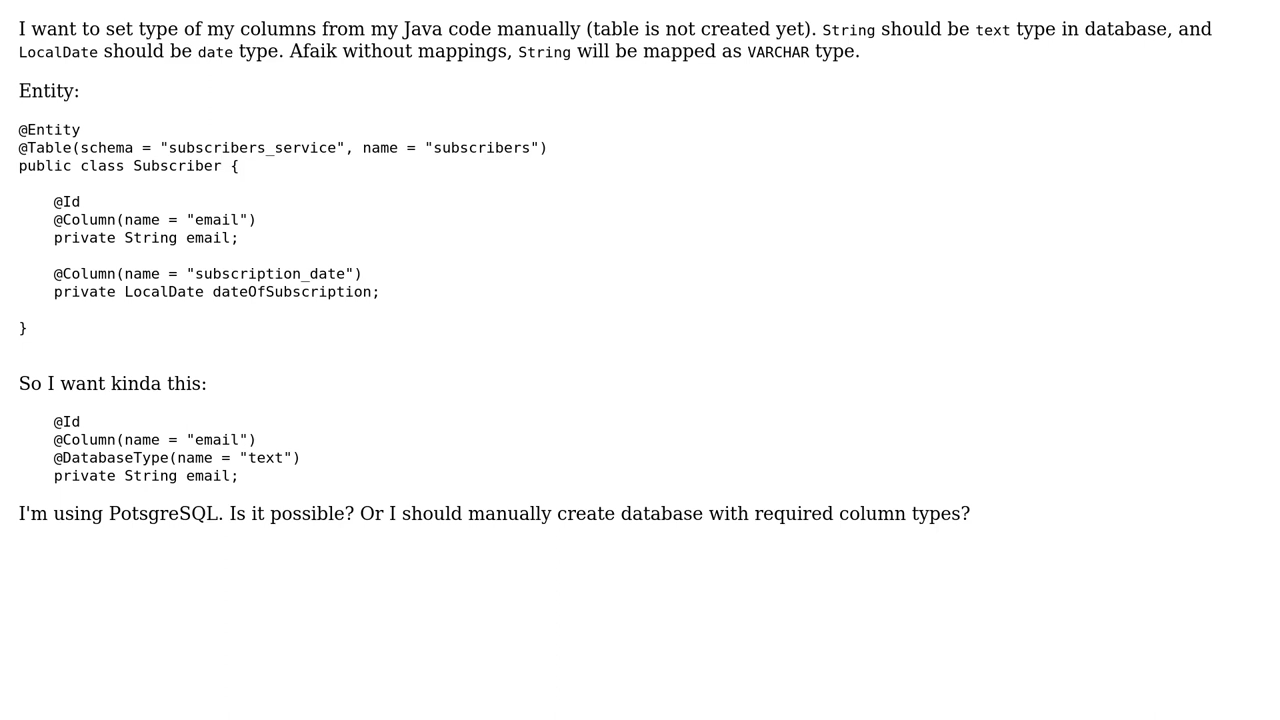 I want to set type of my columns from my Java code manually (table is not created yet). String should be text type in database, and
LocalDate should be date type. Afaik without mappings, String will be mapped as VARCHAR type.
Entity:
@Entity
@Table(schema = "subscribers_service", name = "subscribers")
public class Subscriber {
    @Id
    @Column(name = "email")
    private String email;
    @Column(name = "subscription_date")
    private LocalDate dateOfSubscription;
}
So I want kinda this:
    @Id
    @Column(name = "email")
    @DatabaseType(name = "text")
    private String email;
I'm using PotsgreSQL. Is it possible? Or I should manually create database with required column types?